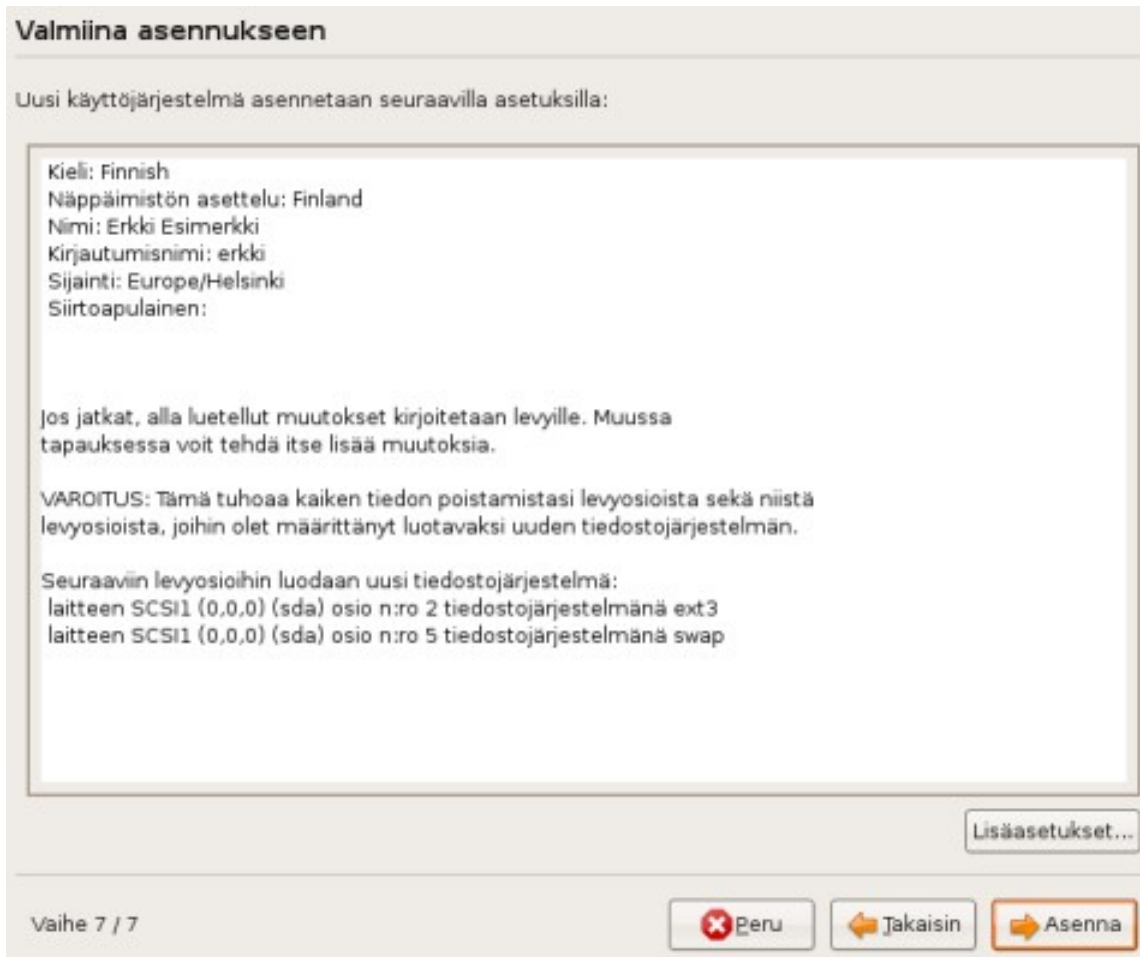 Valmiina asennukseen
Uusi käyttöjärjestelmä asennetaan seuraavilla asetuksilla:
Kieli: Finnish
Näppäimistön asettelu: Finland
Nimi: Erkki Esimerkki
Kirjautumisnimi: erkki
Sijainti: Europe/Helsinki
Siirtoapulainen:
Jos jatkat, alla luetellut muutokset kirjoitetaan levyille. Muussa
tapauksessa voit tehdä itse lisää muutoksia.
VAROITUS: Tämä tuhoaa kaiken tiedon poistamistasi levyosioista sekä niistä
levyosioista, joihin olet määrittänyt luotavaksi uuden tiedostojärjestelmän.
Seuraaviin levyosioihin luodaan uusi tiedostojärjestelmä:
laitteen SCSI1 (0,0,0) (sda) osio n:ro 2 tiedostojärjestelmänä ext3
laitteen SCSI1 (0,0,0) (sda) osio n:ro 5 tiedostojärjestelmänä swap
Lisäasetukset...
Vaihe 7 / 7
Peru
Takaisin
Asenna